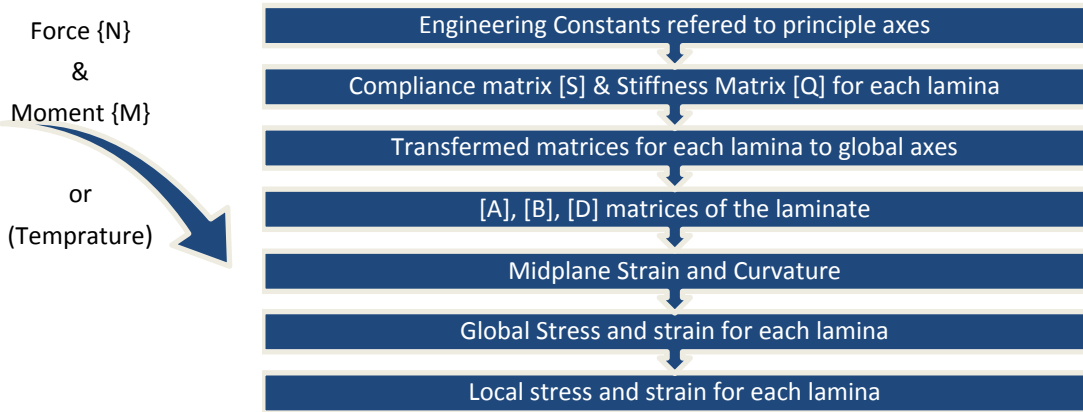 Force {N}
&
Moment {M}
or
(Temprature)
Engineering Constants refered to principle axes
Compliance matrix [S] & Stiffness Matrix [Q] for each lamina
Transfermed matrices for each lamina to global axes
[A], [B], [D] matrices of the laminate
Midplane Strain and Curvature
Global Stress and strain for each lamina
Local stress and strain for each lamina